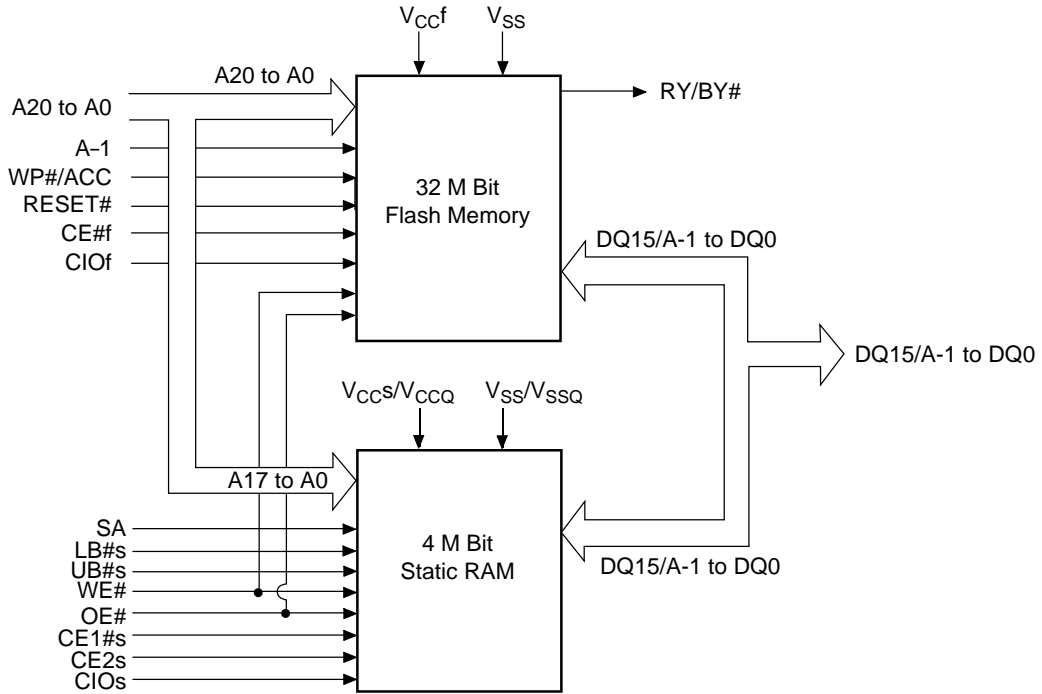 V_CCf V_SS
A20 to A0
A20 to A0
RY/BY#
A–1
WP#/ACC
RESET#
CE#f
CIOf
32 M Bit
Flash Memory
DQ15/A-1 to DQ0
DQ15/A-1 to DQ0
V_CCs/V_CCQ V_SS/V_SSQ
A17 to A0
SA
LB#s
UB#s
WE#
OE#
CE1#s
CE2s
CIOs
4 M Bit
Static RAM
DQ15/A-1 to DQ0